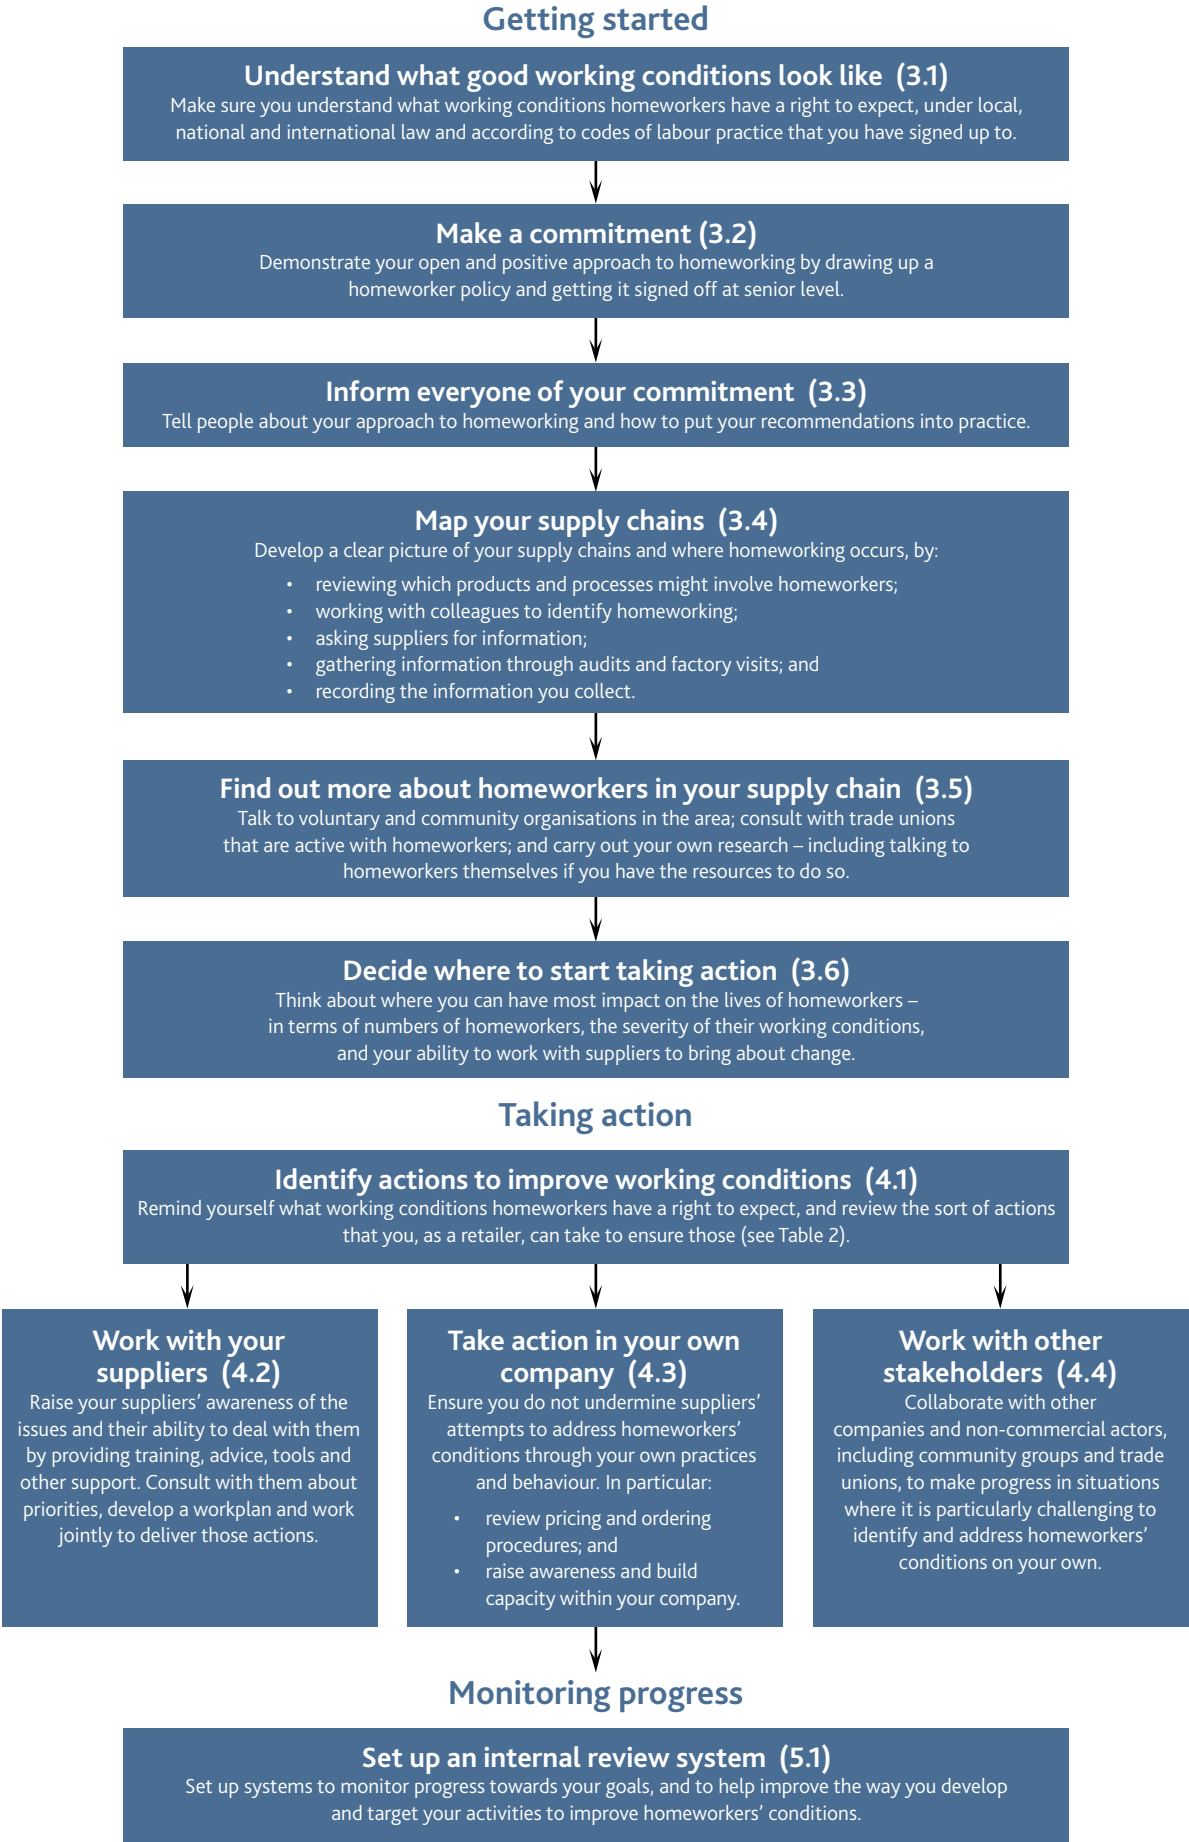 Getting started
Understand what good working conditions look like (3.1)
Make sure you understand what working conditions homeworkers have a right to expect, under local,
national and international law and according to codes of labour practice that you have signed up to.
Make a commitment (3.2)
Demonstrate your open and positive approach to homeworking by drawing up a
homeworker policy and getting it signed off at senior level.
Inform everyone of your commitment (3.3)
Tell people about your approach to homeworking and how to put your recommendations into practice.
Map your supply chains (3.4)
Develop a clear picture of your supply chains and where homeworking occurs, by:
• reviewing which products and processes might involve homeworkers;
• working with colleagues to identify homeworking;
• asking suppliers for information;
• gathering information through audits and factory visits; and
• recording the information you collect.
Find out more about homeworkers in your supply chain (3.5)
Talk to voluntary and community organisations in the area; consult with trade unions
that are active with homeworkers; and carry out your own research – including talking to
homeworkers themselves if you have the resources to do so.
Decide where to start taking action (3.6)
Think about where you can have most impact on the lives of homeworkers –
in terms of numbers of homeworkers, the severity of their working conditions,
and your ability to work with suppliers to bring about change.
Taking action
Identify actions to improve working conditions (4.1)
Remind yourself what working conditions homeworkers have a right to expect, and review the sort of actions
that you, as a retailer, can take to ensure those (see Table 2).
Work with your
suppliers (4.2)
Raise your suppliers’ awareness of the
issues and their ability to deal with them
by providing training, advice, tools and
other support. Consult with them about
priorities, develop a workplan and work
jointly to deliver those actions.
Take action in your own
company (4.3)
Ensure you do not undermine suppliers’
attempts to address homeworkers’
conditions through your own practices
and behaviour. In particular:
• review pricing and ordering
procedures; and
• raise awareness and build
capacity within your company.
Work with other
stakeholders (4.4)
Collaborate with other
companies and non-commercial actors,
including community groups and trade
unions, to make progress in situations
where it is particularly challenging to
identify and address homeworkers’
conditions on your own.
Monitoring progress
Set up an internal review system (5.1)
Set up systems to monitor progress towards your goals, and to help improve the way you develop
and target your activities to improve homeworkers’ conditions.